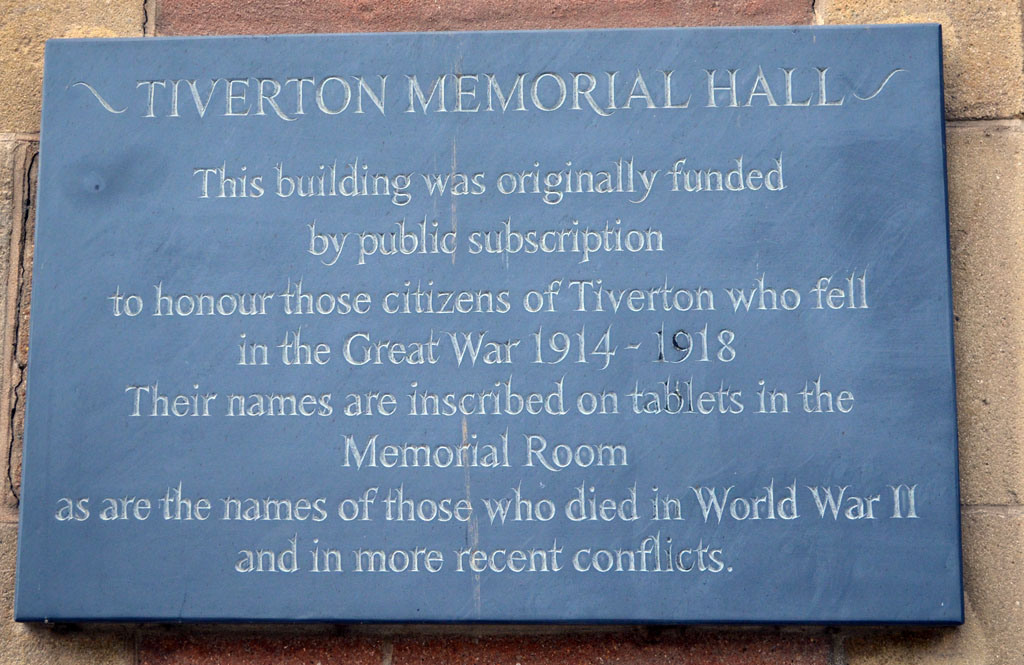 TIVERTON MEMORIAL HALL
This building was originally funded
by public subscription
to honour those citizens of Tiverton who fell
in the Great War 1914 - 1918
Their names are inscribed on tablets in the
Memorial Room
as are the names of those who died in World War II
and in more recent conflicts.